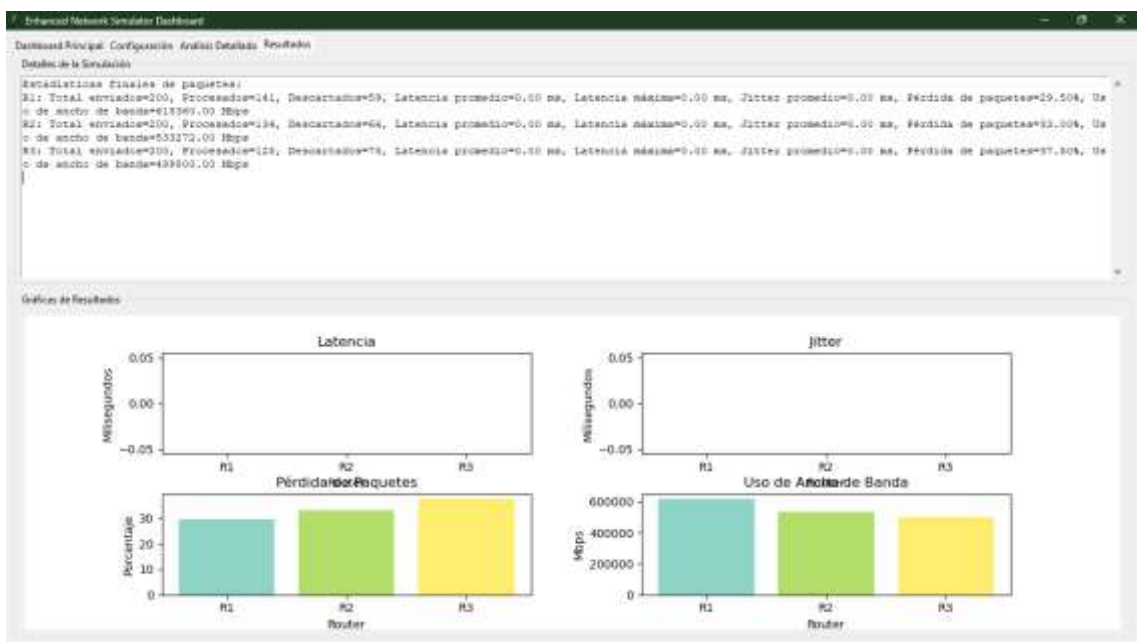 Enhanced Network Simulator Dashboard
Dashboard Principal Configuración Análisis Detallado Resultados
Detalles de la Simulación
Estadísticas finales de paquetes:
R1: Total enviados=200, Procesados=141, Descartados=59, Latencia promedio=0.00 ms, Latencia máxima=0.00 ms, Jitter promedio=0.00 ms, Pérdida de paquetes=29.50%, Us
o de ancho de banda= Mbps
R2: Total enviados=200, Procesados=134, Descartados=66, Latencia promedio=0.00 ms, Latencia máxima=0.00 ms, Jitter promedio=0.00 ms, Pérdida de paquetes=33.00%, Us
o de ancho de banda=533272.00 Mbps
R3: Total enviados=200, Procesados=125, Descartados=75, Latencia promedio=0.00 ms, Latencia máxima=0.00 ms, Jitter promedio=0.00 ms, Pérdida de paquetes=37.50%, Us
o de ancho de banda= Mbps
Gráficas de Resultados
Latencia
Milisegundos
0.05
0.00
−0.05
R1 R2 R3
Jitter
Milisegundos
0.05
0.00
−0.05
R1 R2 R3
Pérdida de Paquetes
Porcentaje
30
20
10
0
R1 R2 R3
Router
Uso de Ancho de Banda
Mbps
600000
400000
200000
0
R1 R2 R3
Router